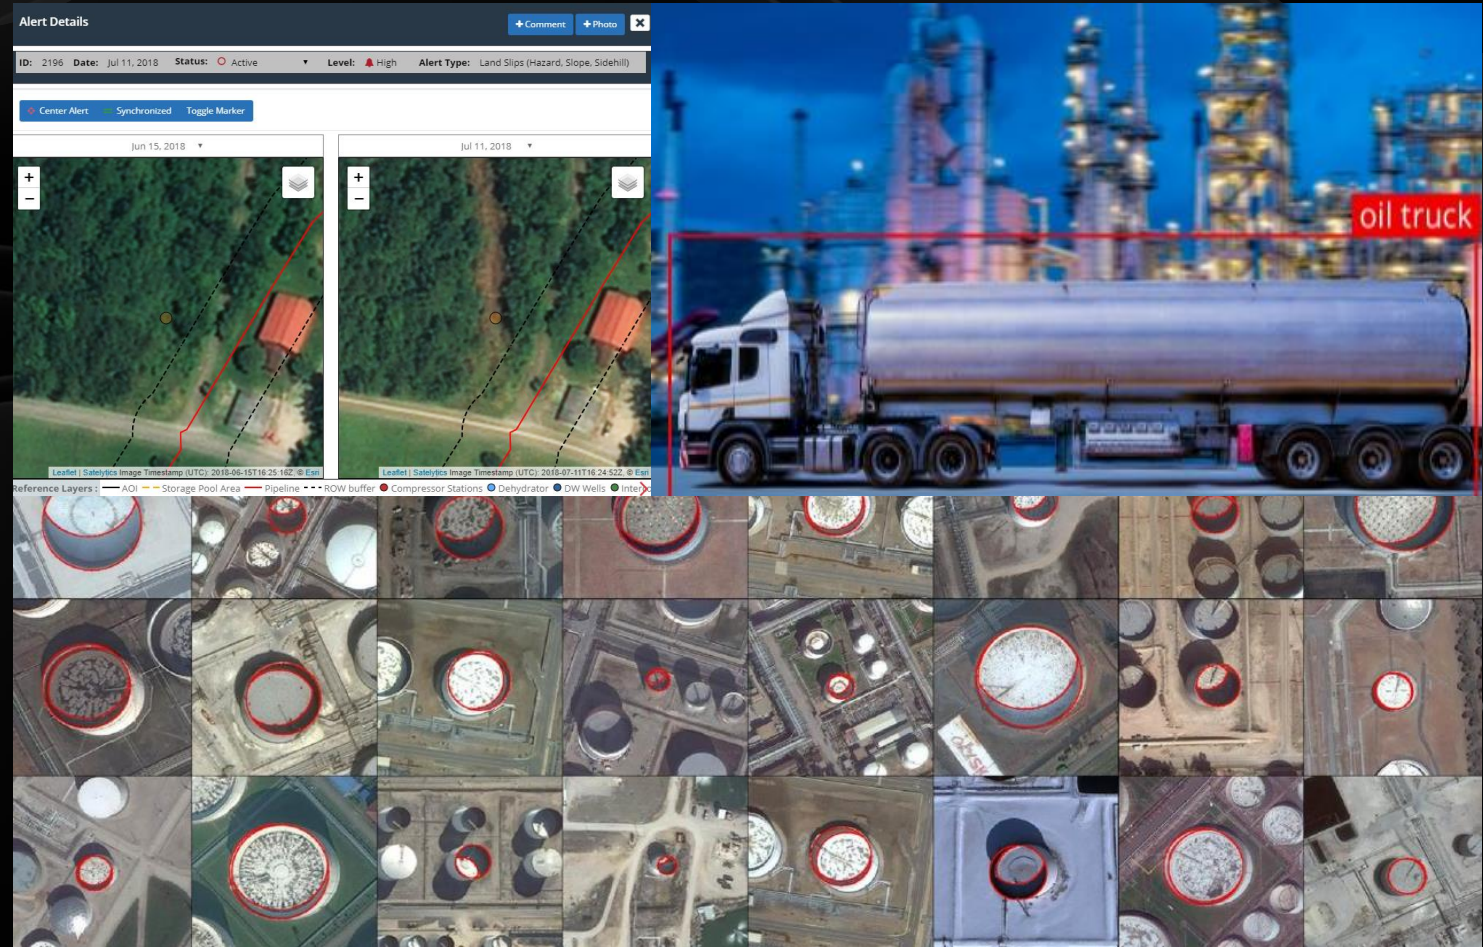 Alert Details
+ Comment
+ Photo
ID: 2196 Date: Jul 11, 2018 Status: Active Level: High Alert Type: Land Slips (Hazard, Slope, Sidehill)
Center Alert Synchronized Toggle Marker
Jun 15, 2018
Jul 11, 2018
+
−
+
−
oil truck
Leaflet | Satelytics Image Timestamp (UTC): 2018-06-15T16:25:16Z, © Esri
Leaflet | Satelytics Image Timestamp (UTC): 2018-07-11T16:24:52Z, © Esri
Reference Layers : AOI Storage Pool Area Pipeline ROW buffer Compressor Stations Dehydrator DW Wells